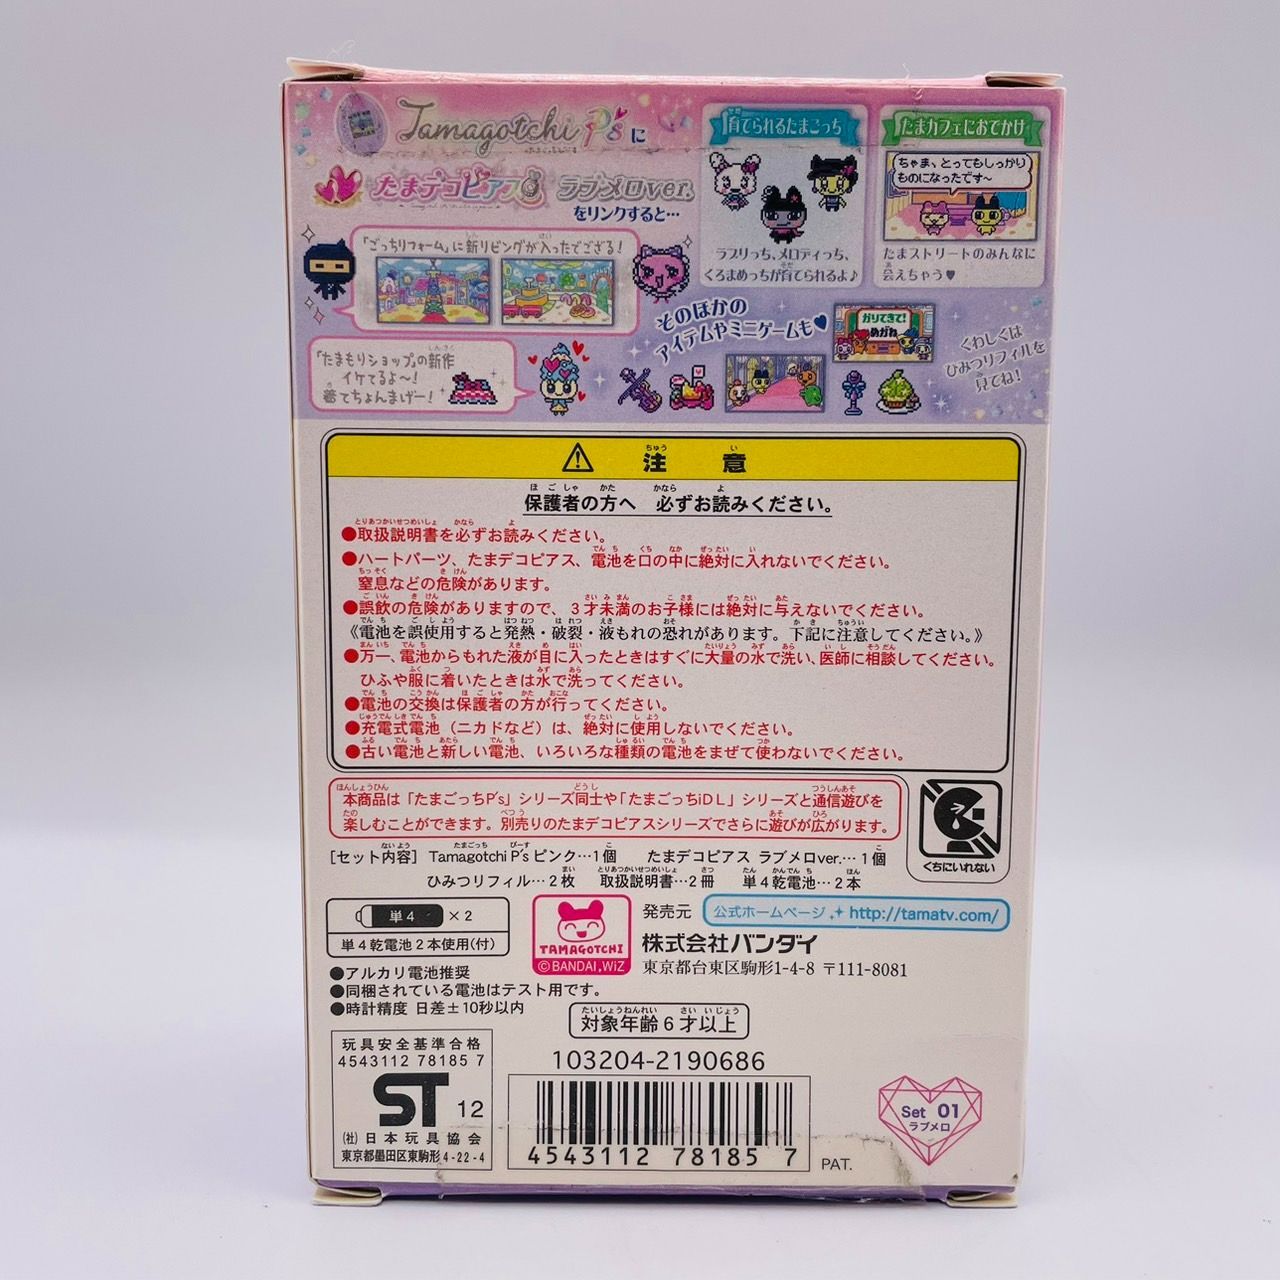 Tamagotchi P'sに
たまデコピアス ラブメロver.
をリンクすると…
「ごっちりフォーム」に新リビングが入ったでござる!
「たまもりショップ」の新作
イケてるよ~!
着てちょんまげー!
育てられるたまごっち
ラブリっち、メロディっち、
くろまめっちが育てられるよ♪
たまカフェにおでかけ
ちゃま、とってもしっかり
ものになったです~
たまストリートのみんなに
会えちゃう♥
そのほかの
アイテムやミニゲームも♥
かりてきて!
めがね
くわしくは
ひみつリフィルを
見てね!
注意
保護者の方へ 必ずお読みください。
●取扱説明書を必ずお読みください。
●ハートパーツ、たまデコピアス、電池を口の中に絶対に入れないでください。
窒息などの危険があります。
●誤飲の危険がありますので、3才未満のお子様には絶対に与えないでください。
《電池を誤使用すると発熱・破裂・液もれの恐れがあります。下記に注意してください。》
●万一、電池からもれた液が目に入ったときはすぐに大量の水で洗い、医師に相談してください。
ひふや服に着いたときは水で洗ってください。
●電池の交換は保護者の方が行ってください。
●充電式電池(ニカドなど)は、絶対に使用しないでください。
●古い電池と新しい電池、いろいろな種類の電池をまぜて使わないでください。
本商品は「たまごっちP's」シリーズ同士や「たまごっちiDL」シリーズと通信遊びを
楽しむことができます。別売りのたまデコピアスシリーズでさらに遊びが広がります。
くちにいれない
[セット内容] Tamagotchi P's ピンク…1個 たまデコピアス ラブメロver.…1個
ひみつリフィル…2枚 取扱説明書…2冊 単4乾電池…2本
単4 ×2
単4乾電池2本使用(付)
TAMAGOTCHI
©BANDAI,WiZ
発売元
公式ホームページ http://tamatv.com/
株式会社バンダイ
東京都台東区駒形1-4-8 〒111-8081
●アルカリ電池推奨
●同梱されている電池はテスト用です。
●時計精度 日差±10秒以内
対象年齢6才以上
玩具安全基準合格
4543112 78185 7
ST 12
(社)日本玩具協会
東京都墨田区東駒形4-22-4
103204-2190686
4543112 78185 7
PAT.
Set 01
ラブメロ